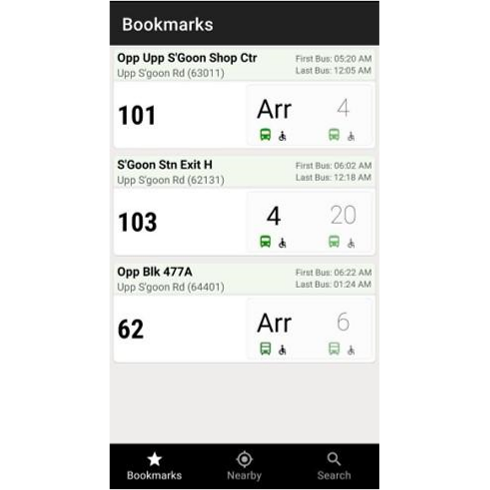 Bookmarks
Opp Upp S'Goon Shop Ctr First Bus: 05:20 AM
Upp S'goon Rd (63011) Last Bus: 12:05 AM
101 Arr 4
S'Goon Stn Exit H First Bus: 06:02 AM
Upp S'goon Rd (62131) Last Bus: 12:18 AM
103 4 20
Opp Blk 477A First Bus: 06:22 AM
Upp S'goon Rd (64401) Last Bus: 01:24 AM
62 Arr 6
Bookmarks Nearby Search